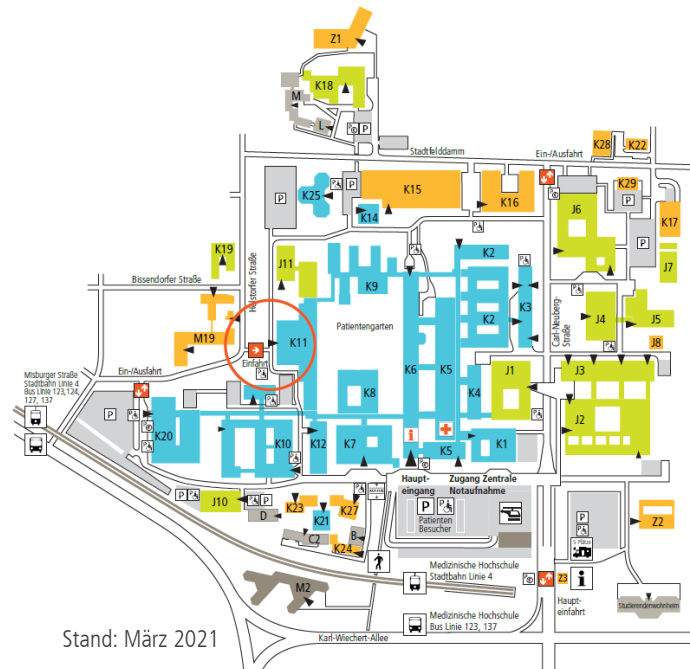 Z1
K18
M
L
P
Stadtfelddamm
Ein-/Ausfahrt
K28
K22
P
K25
P
K14
K15
K16
K29
P
K17
J6
K19
Bissendorfer Straße
Halstorfer Straße
J11
K9
Patientengarten
K2
K2
K3
Carl-Neuberg-
Straße
P
J7
J4
J5
J8
M19
K11
Einfahrt
K6
K5
K8
K4
J1
J3
J2
Misburger Straße
Stadtbahn Linie 4
Bus Linie 123,124,
127, 137
Ein-/Ausfahrt
P
K20
K10
K12
K7
i
K5
K1
Haupt-
eingang
Zugang Zentrale
Notaufnahme
P
Patienten
Besucher
P
J10
P
D
K23
K21
K27
C2
B
K24
P
5 Plätze
Z2
M2
Medizinische Hochschule
Stadtbahn Linie 4
Z3
i
Haupt-
einfahrt
Studierendenwohnheim
Medizinische Hochschule
Bus Linie 123, 137
Karl-Wiechert-Allee
Stand: März 2021